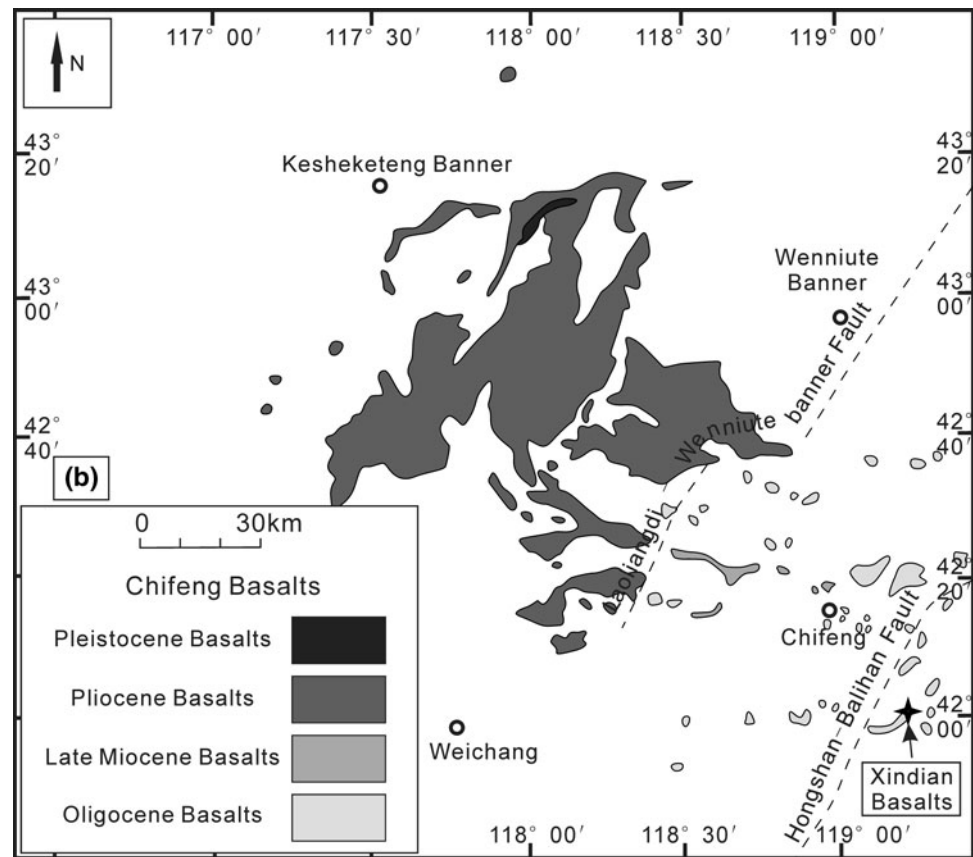 117° 00′
117° 30′
118° 00′
118° 30′
119° 00′
N
43°
20′
43°
20′
Kesheketeng Banner
Wenniute
Banner
43°
00′
43°
00′
banner Fault
Wenniute
42°
40′
42°
40′
(b)
0 30km
Chifeng Basalts
Pleistocene Basalts
Pliocene Basalts
Late Miocene Basalts
Oligocene Basalts
42°
20′
Chifeng
Hongshan Balihan Fault
42°
00′
Weichang
Xindian
Basalts
118° 00′
118° 30′
119° 00′